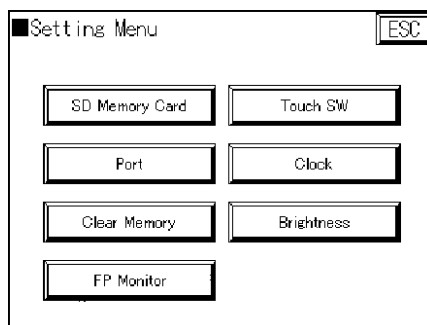 ■Setting Menu ESC
SD Memory Card Touch SW
Port Clock
Clear Memory Brightness
FP Monitor